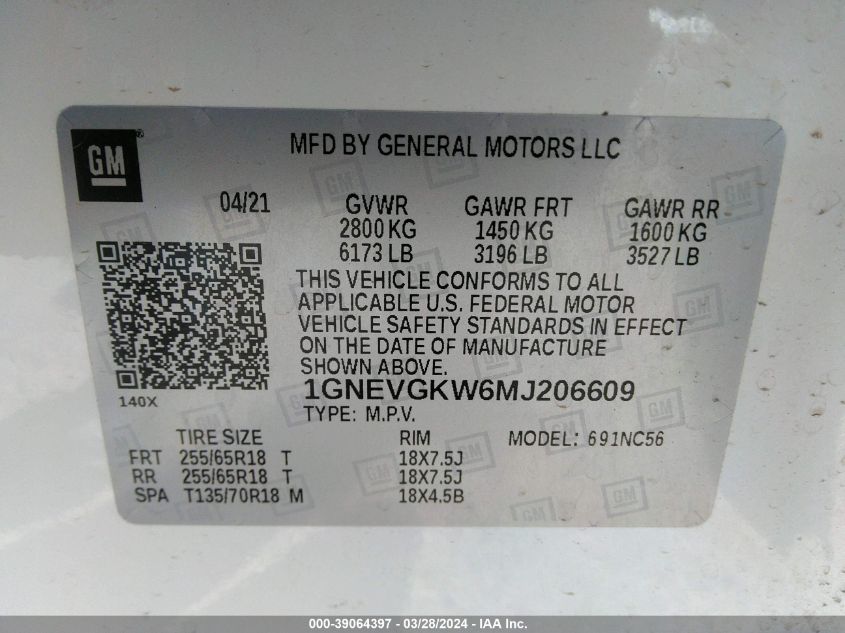 GM
MFD BY GENERAL MOTORS LLC
04/21 GVWR GAWR FRT GAWR RR
2800 KG 1450 KG 1600 KG
6173 LB 3196 LB 3527 LB
THIS VEHICLE CONFORMS TO ALL
APPLICABLE U.S. FEDERAL MOTOR
VEHICLE SAFETY STANDARDS IN EFFECT
ON THE DATE OF MANUFACTURE
SHOWN ABOVE.
140X
1GNEVGKW6MJ206609
TYPE: M.P.V.
TIRE SIZE RIM MODEL: 691NC56
FRT 255/65R18 T 18X7.5J
RR 255/65R18 T 18X7.5J
SPA T135/70R18 M 18X4.5B
000-39064397 - 03/28/2024 - IAA Inc.